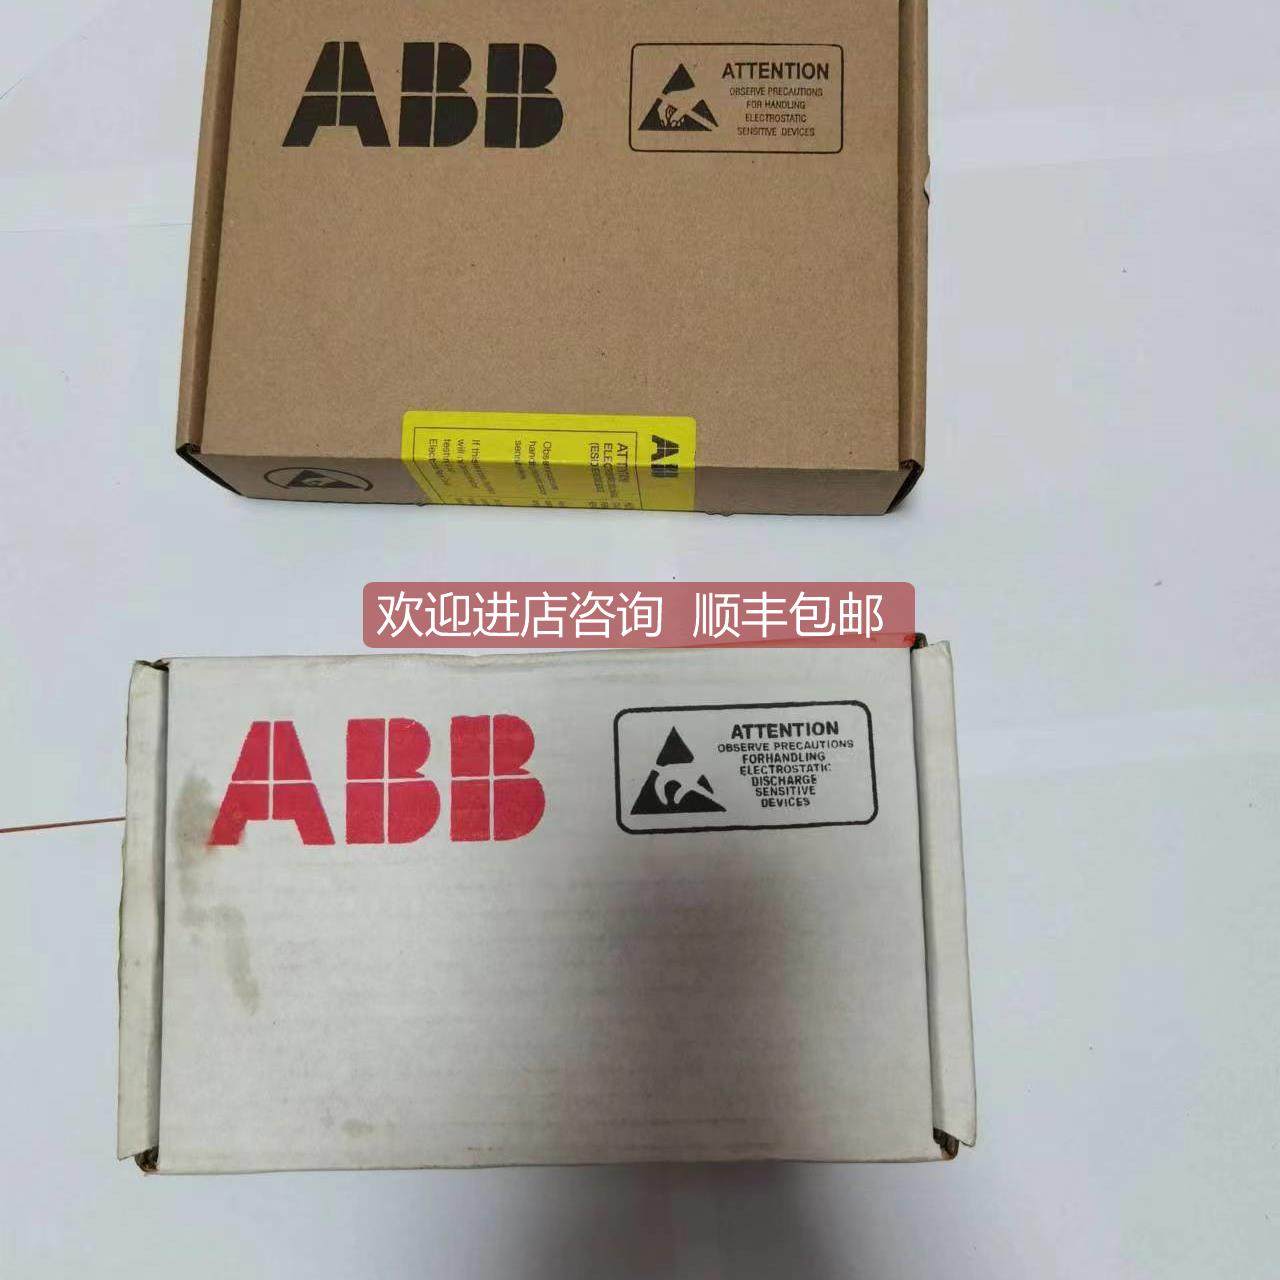 ABB
ATTENTION
OBSERVE PRECAUTIONS
FOR HANDLING
ELECTROSTATIC
SENSITIVE DEVICES
ABB
欢迎进店咨询 顺丰包邮
ABB
ATTENTION
OBSERVE PRECAUTIONS
FORHANDLING
ELECTROSTATIC
DISCHARGE
SENSITIVE
DEVICES